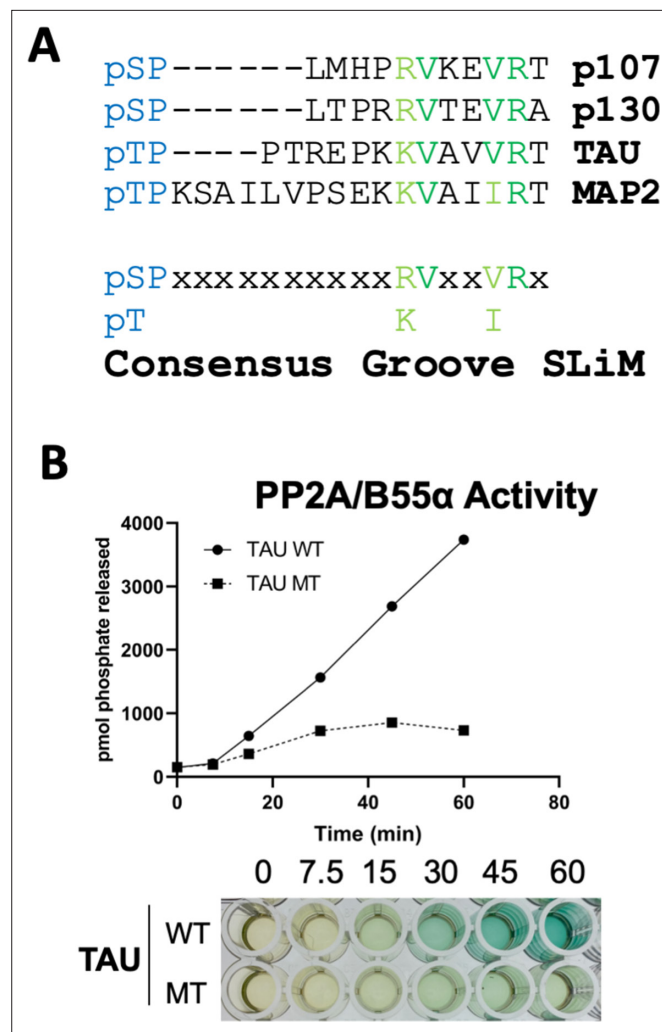 A
pSP------LMHPRVKEVRT p107
pSP------LTPRRVTEVRA p130
pTP----PTREPKKVAVVRT TAU
pTPKSAILVPSEKKVAIIRT MAP2
pSPxxxxxxxxxxRVxxVRx
pT K I
Consensus Groove SLiM
B
PP2A/B55α Activity
pmol phosphate released
4000
3000
2000
1000
0
TAU WT
TAU MT
0 20 40 60 80
Time (min)
0 7.5 15 30 45 60
TAU
WT
MT